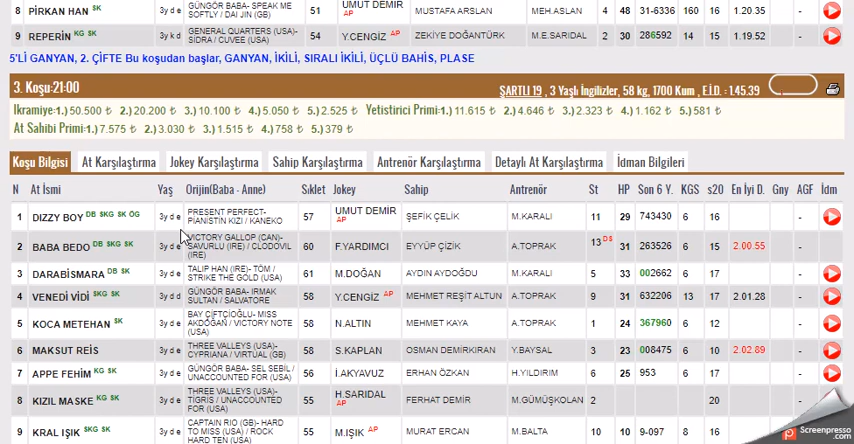 8 PİRKAN HAN SK 3y d e GÜNGÖR BABA- SPEAK ME SOFTLY / DAI JIN (GB) 51 UMUT DEMİR AP MUSTAFA ARSLAN MEH.ASLAN 4 48 31-6336 160 16 1.20.35
9 REPERİN KG SK 3y k d GENERAL QUARTERS (USA)- SIDRA / CUVEE (USA) 54 Y.CENGİZ AP ZEKİYE DOĞANTÜRK M.E.SARIDAL 2 30 286592 14 15 1.19.52
5'Lİ GANYAN, 2. ÇİFTE Bu koşudan başlar, GANYAN, İKİLİ, SIRALI İKİLİ, ÜÇLÜ BAHİS, PLASE
3. Koşu:21:00 ŞARTLI 19 , 3 Yaşlı İngilizler, 58 kg, 1700 Kum , E.İ.D. : 1.45.39
Ikramiye:1.) 50.500 ₺ 2.) 20.200 ₺ 3.) 10.100 ₺ 4.) 5.050 ₺ 5.) 2.525 ₺ Yetistirici Primi:1.) 11.615 ₺ 2.) 4.646 ₺ 3.) 2.323 ₺ 4.) 1.162 ₺ 5.) 581 ₺
At Sahibi Primi:1.) 7.575 ₺ 2.) 3.030 ₺ 3.) 1.515 ₺ 4.) 758 ₺ 5.) 379 ₺
Koşu Bilgisi At Karşılaştırma Jokey Karşılaştırma Sahip Karşılaştırma Antrenör Karşılaştırma Detaylı At Karşılaştırma İdman Bilgileri
N At İsmi Yaş Orijin(Baba - Anne) Sıklet Jokey Sahip Antrenör St HP Son 6 Y. KGS s20 En İyi D. Gny AGF İdm
1 DIZZY BOY DB SKG SK ÖG 3y d e PRESENT PERFECT- PİANİSTİN KIZI / KANEKO 57 UMUT DEMİR AP ŞEFİK ÇELİK M.KARALI 11 29 743430 6 16 -
2 BABA BEDO DB SKG SK 3y d e VICTORY GALLOP (CAN)- SAVURLU (IRE) / CLODOVIL (IRE) 60 F.YARDIMCI EYYÜP ÇİZİK A.TOPRAK 13 DS 31 263526 6 15 2.00.55 -
3 DARABİSMARA DB SK 3y d e TALIP HAN (IRE)- TÖM / STRIKE THE GOLD (USA) 61 M.DOĞAN AYDIN AYDOĞDU M.KARALI 5 33 002662 6 17 -
4 VENEDİ VİDİ SKG SK 3y d d GÜNGÖR BABA- IRMAK SULTAN / SALVATORE 58 Y.CENGİZ AP MEHMET REŞİT ALTUN A.TOPRAK 9 31 632206 13 17 2.01.28 -
5 KOCA METEHAN SK 3y d e BAY ÇİFTÇİOĞLU- MISS AKDOĞAN / VICTORY NOTE (USA) 58 N.ALTIN MEHMET KAYA A.TOPRAK 1 24 367960 6 12 -
6 MAKSUT REİS 3y d e THREE VALLEYS (USA)- CYPRIANA / VIRTUAL (GB) 58 S.KAPLAN OSMAN DEMİRKIRAN Y.BAYSAL 3 23 008475 6 10 2.02.89 -
7 APPE FEHİM KG SK 3y d e GÜNGÖR BABA- SEL SEBİL / UNACCOUNTED FOR (USA) 56 İ.AKYAVUZ ERHAN ÖZKAN H.YILDIRIM 6 25 953 6 17 -
8 KIZIL MASKE KG SK 3y d e THREE VALLEYS (USA)- TIGRIS / UNACCOUNTED FOR (USA) 55 H.SARIDAL AP FERHAT DEMİR M.GÜMÜŞKOLAN 2 20 -
9 KRAL IŞIK SKG SK 3y d e CAPTAIN RIO (GB)- HARD TO MISS (USA) / ROCK HARD TEN (USA) 55 M.IŞIK AP MURAT ERCAN M.BALTA 10 10 9-097 8 16 -
Screenpresso.com